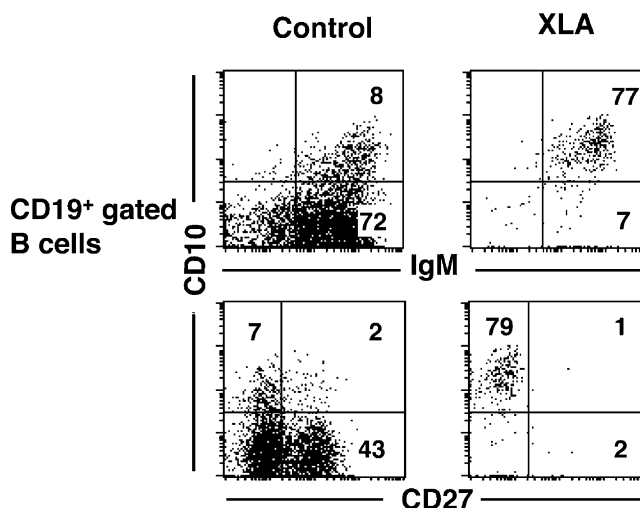 Control XLA
8 77
CD19+ gated
B cells
CD10
72 7
IgM
7 2 79 1
43 2
CD27